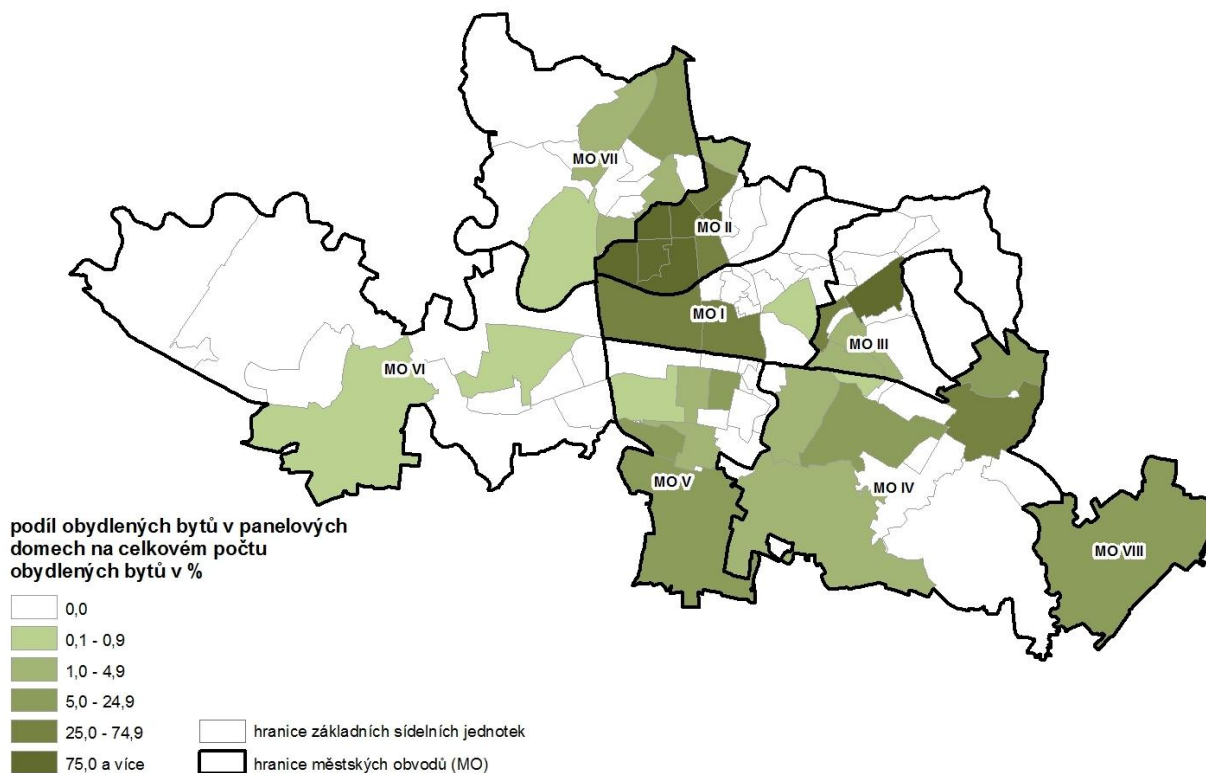 MO VII
MO II
MO I
MO III
MO VI
MO V
MO IV
MO VIII
podíl obydlených bytů v panelových
domech na celkovém počtu
obydlených bytů v %
0,0
0,1 - 0,9
1,0 - 4,9
5,0 - 24,9
25,0 - 74,9
75,0 a více
hranice základních sídelních jednotek
hranice městských obvodů (MO)